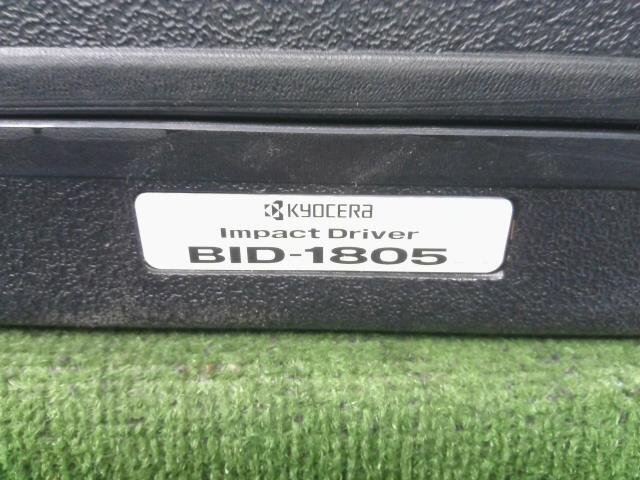 KYOCERA
Impact Driver
BID-1805